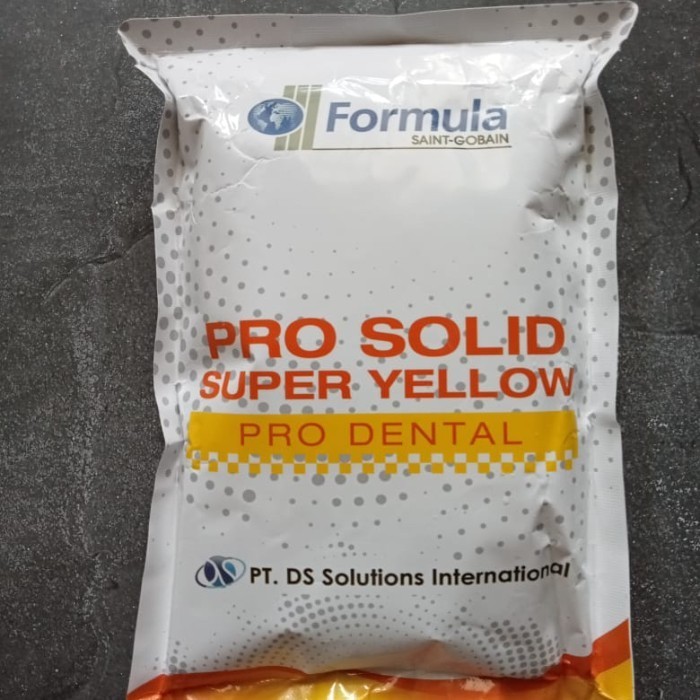 Formula
SAINT-GOBAIN
PRO SOLID
SUPER YELLOW
PRO DENTAL
PT. DS Solutions International